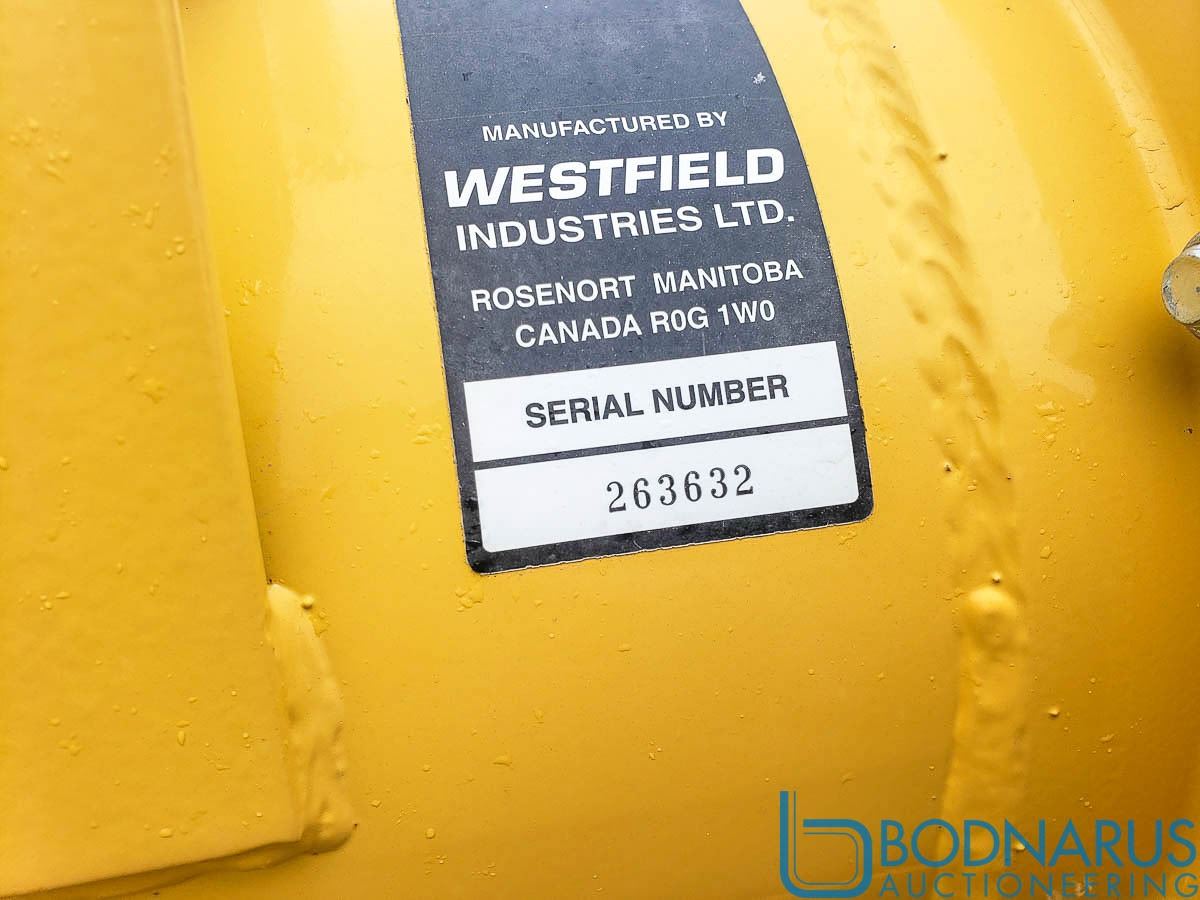 MANUFACTURED BY
WESTFIELD
INDUSTRIES LTD.
ROSENORT MANITOBA
CANADA R0G 1W0
SERIAL NUMBER
263632
BODNARUS
AUCTIONEERING